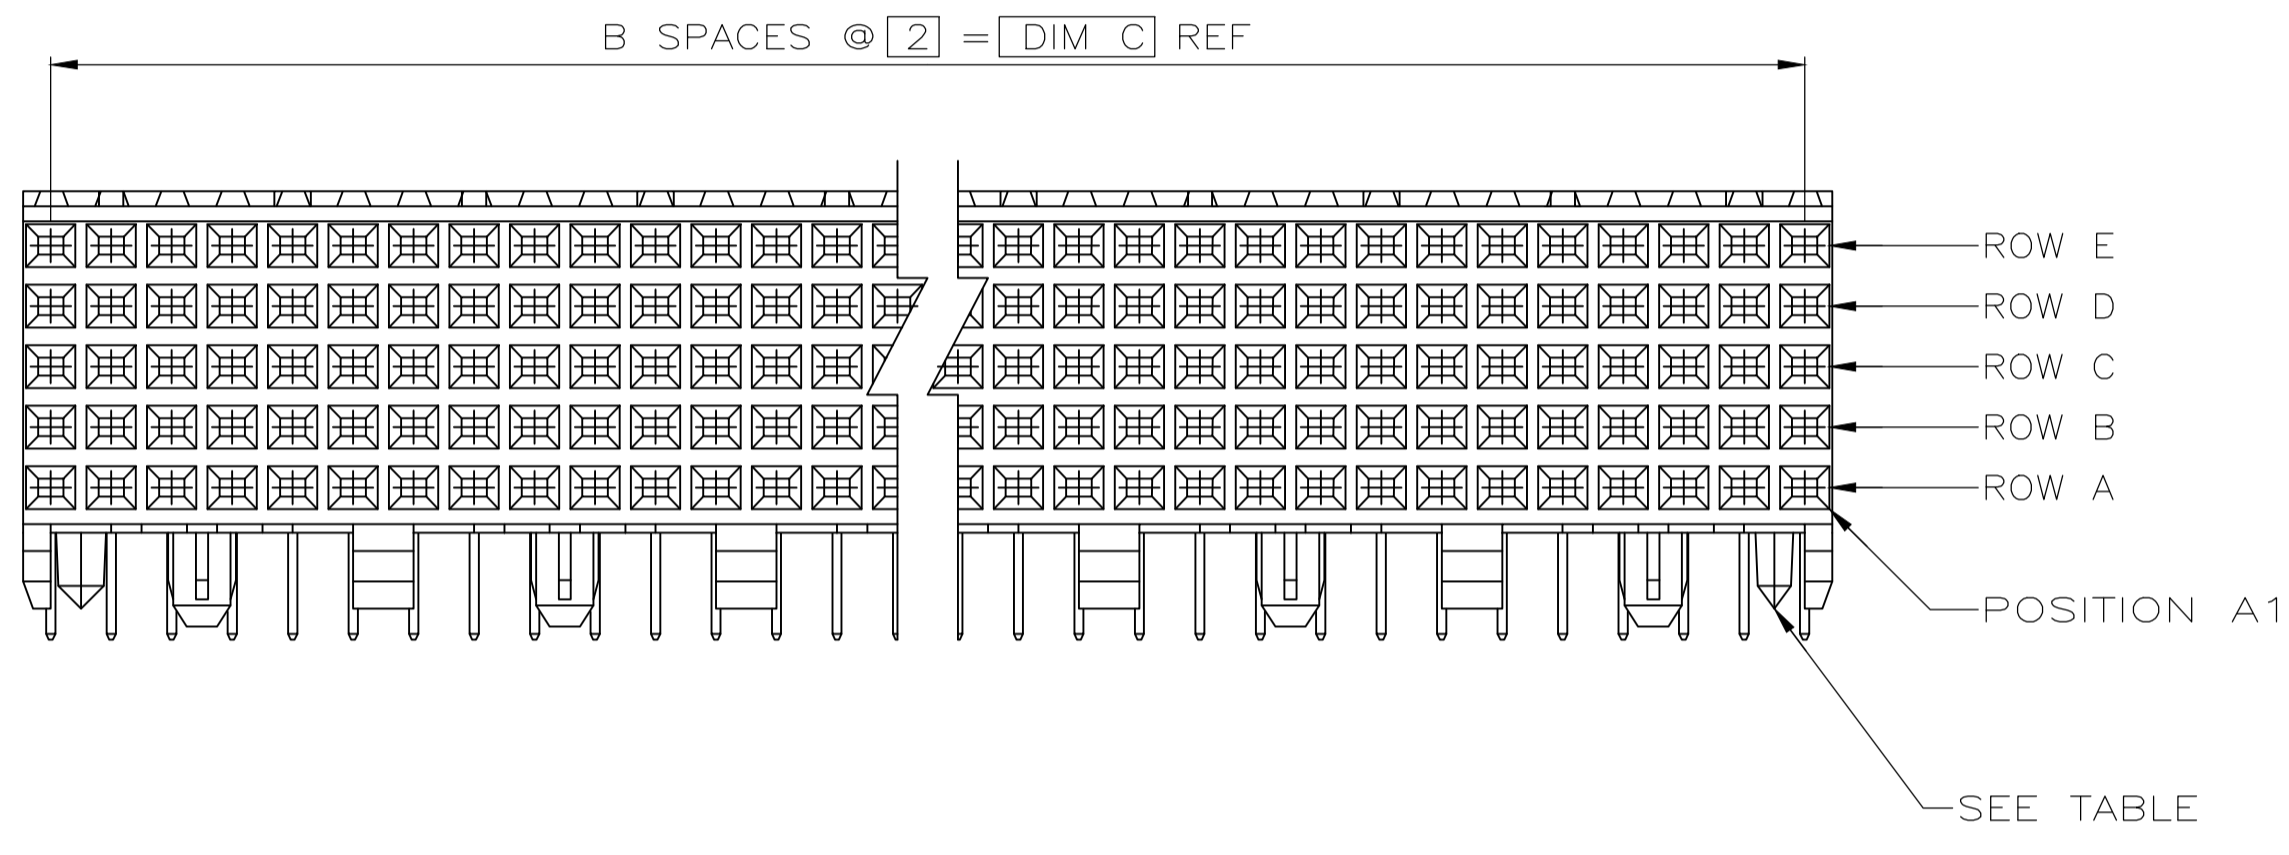 B SPACES @ 2 = DIM C REF
ROW E
ROW D
ROW C
ROW B
ROW A
POSITION A1
SEE TABLE